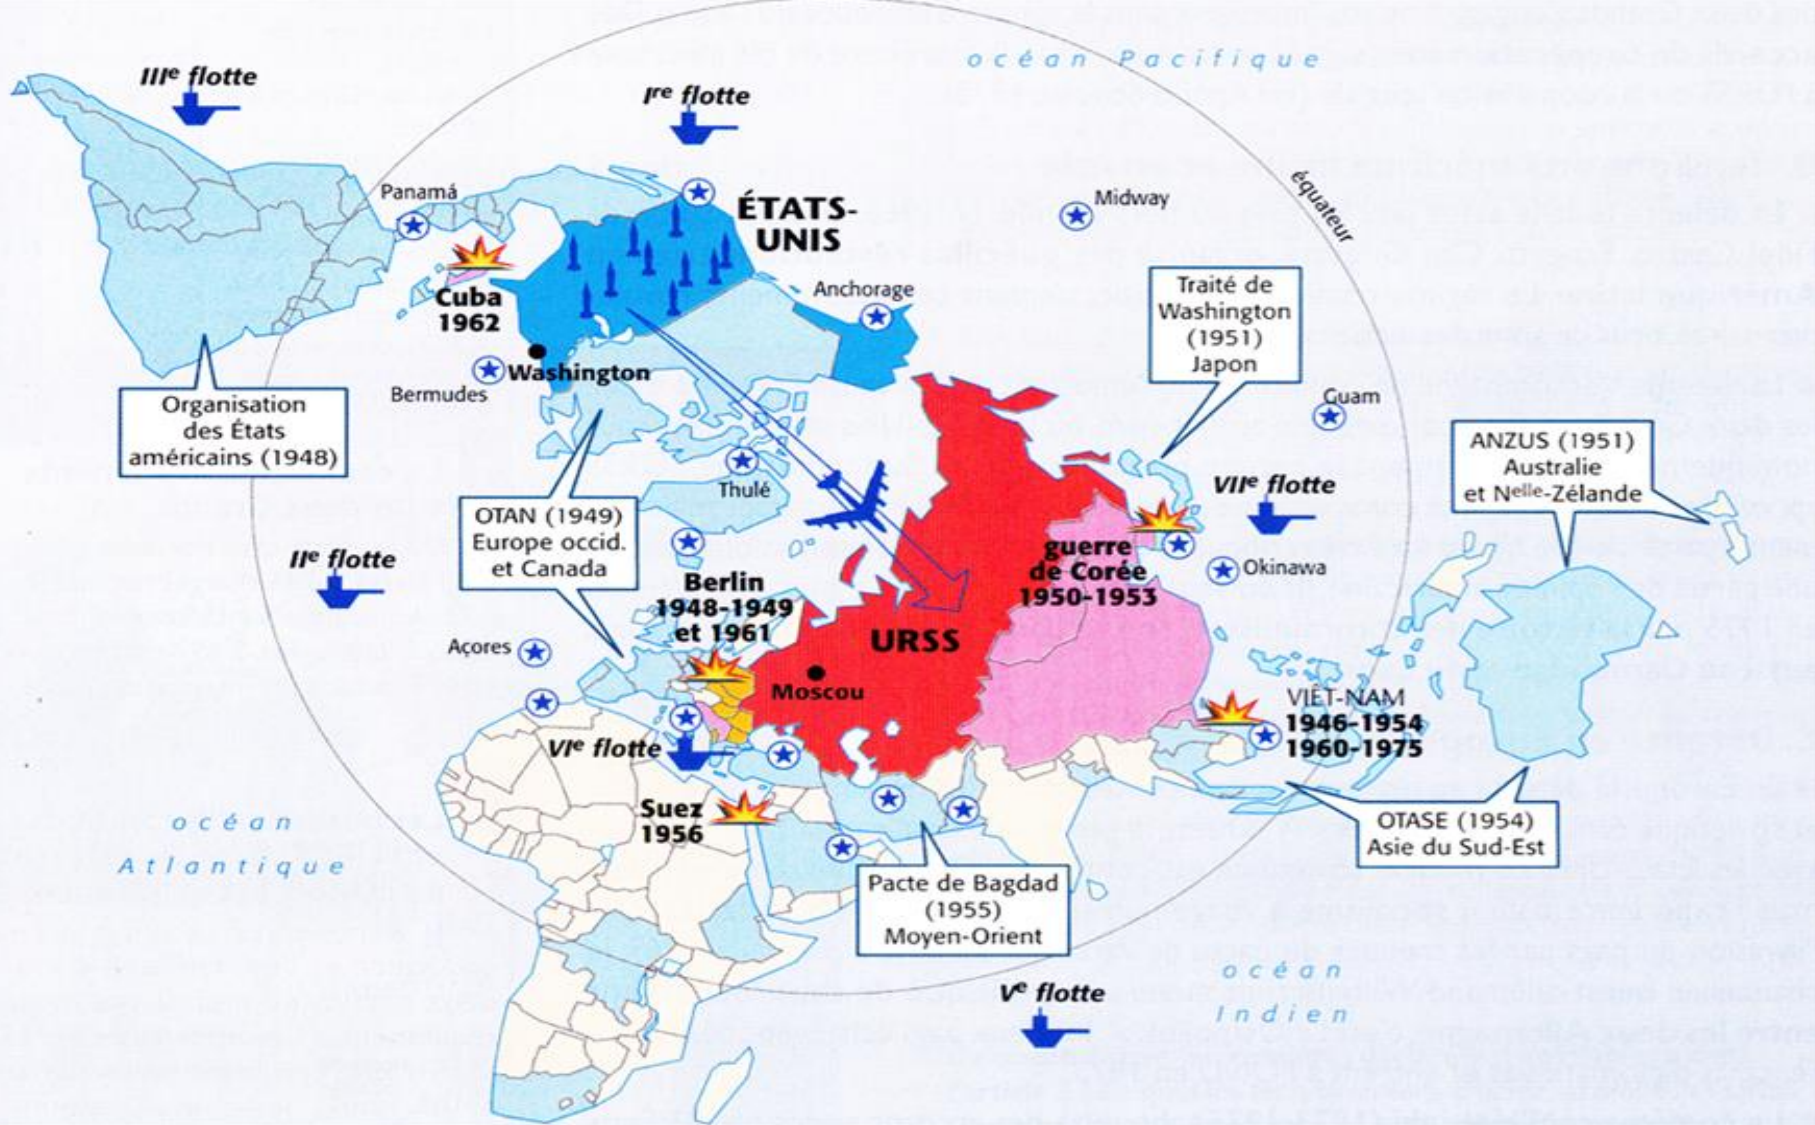 océan Pacifique
IIIe flotte
Ire flotte
Panamá
ÉTATS-
UNIS
Midway
équateur
Cuba
1962
Anchorage
Traité de
Washington
(1951)
Japon
Washington
Bermudes
Guam
Organisation
des États
américains (1948)
ANZUS (1951)
Australie
et Nelle-Zélande
Thulé
VIIe flotte
OTAN (1949)
Europe occid.
et Canada
IIe flotte
guerre
de Corée
1950-1953
Okinawa
Berlin
1948-1949
et 1961
URSS
Açores
Moscou
VIÊT-NAM
1946-1954
1960-1975
VIe flotte
Suez
1956
océan
Atlantique
OTASE (1954)
Asie du Sud-Est
Pacte de Bagdad
(1955)
Moyen-Orient
océan
Indien
Ve flotte